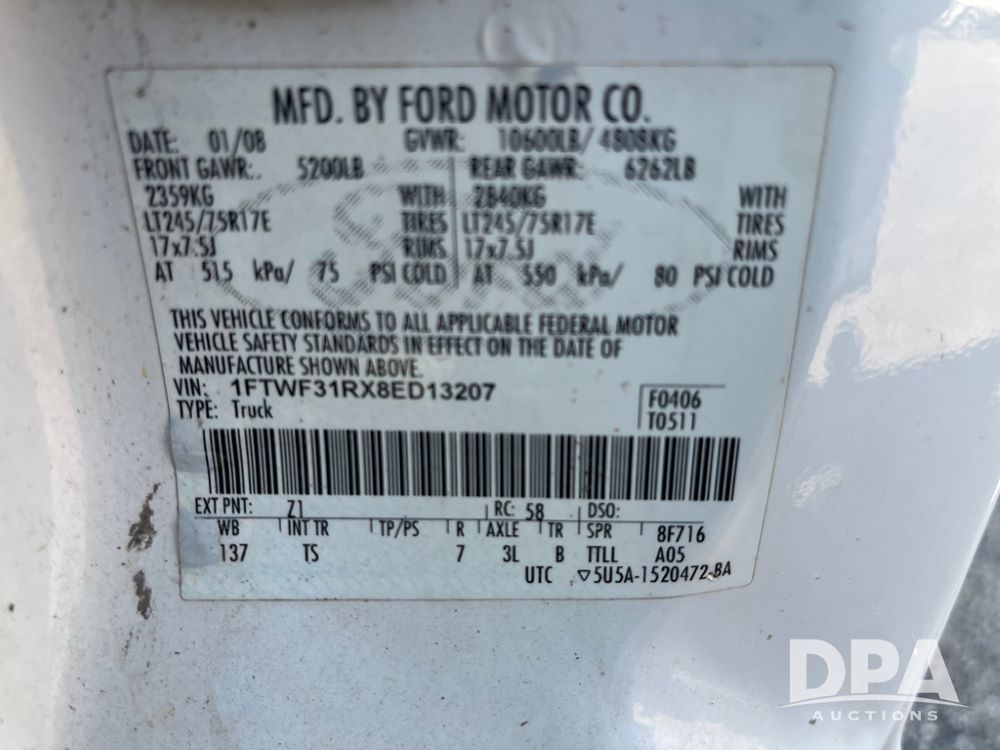 MFD. BY FORD MOTOR CO.
DATE: 01/08 GVWR: 10600LB/ 4808KG
FRONT GAWR: 5200LB REAR GAWR: 6262LB
2359KG WITH 2840KG WITH
LT245/75R17E TIRES LT245/75R17E TIRES
17x7.5J RIMS 17x7.5J RIMS
AT 515 kPa/ 75 PSI COLD AT 550 kPa/ 80 PSI COLD
THIS VEHICLE CONFORMS TO ALL APPLICABLE FEDERAL MOTOR
VEHICLE SAFETY STANDARDS IN EFFECT ON THE DATE OF
MANUFACTURE SHOWN ABOVE.
VIN: 1FTWF31RX8ED13207 F0406
TYPE: Truck T0511
EXT PNT: Z1 RC: 58 DSO:
WB INT TR TP/PS R AXLE TR SPR 8F716
137 TS 7 3L B TTLL A05
UTC ▽5U5A-1520472-BA
DPA
AUCTIONS